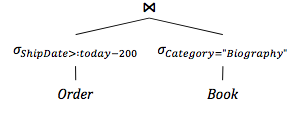 ⋈
σShipDate>:today−200 σCategory="Biography"
Order Book